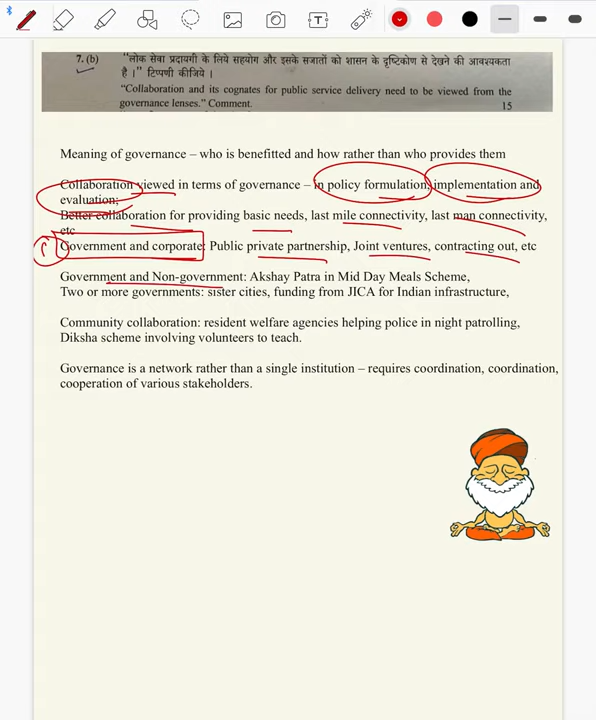 7. (b) "लोक सेवा प्रदायगी के लिये सहयोग और इसके सजातों को शासन के दृष्टिकोण से देखने की आवश्यकता
है।" टिप्पणी कीजिये।
"Collaboration and its cognates for public service delivery need to be viewed from the
governance lenses." Comment. 15
Meaning of governance – who is benefitted and how rather than who provides them
Collaboration viewed in terms of governance – in policy formulation, implementation and
evaluation;
Better collaboration for providing basic needs, last mile connectivity, last man connectivity,
etc
Government and corporate: Public private partnership, Joint ventures, contracting out, etc
Government and Non-government: Akshay Patra in Mid Day Meals Scheme,
Two or more governments: sister cities, funding from JICA for Indian infrastructure,
Community collaboration: resident welfare agencies helping police in night patrolling,
Diksha scheme involving volunteers to teach.
Governance is a network rather than a single institution – requires coordination, coordination,
cooperation of various stakeholders.